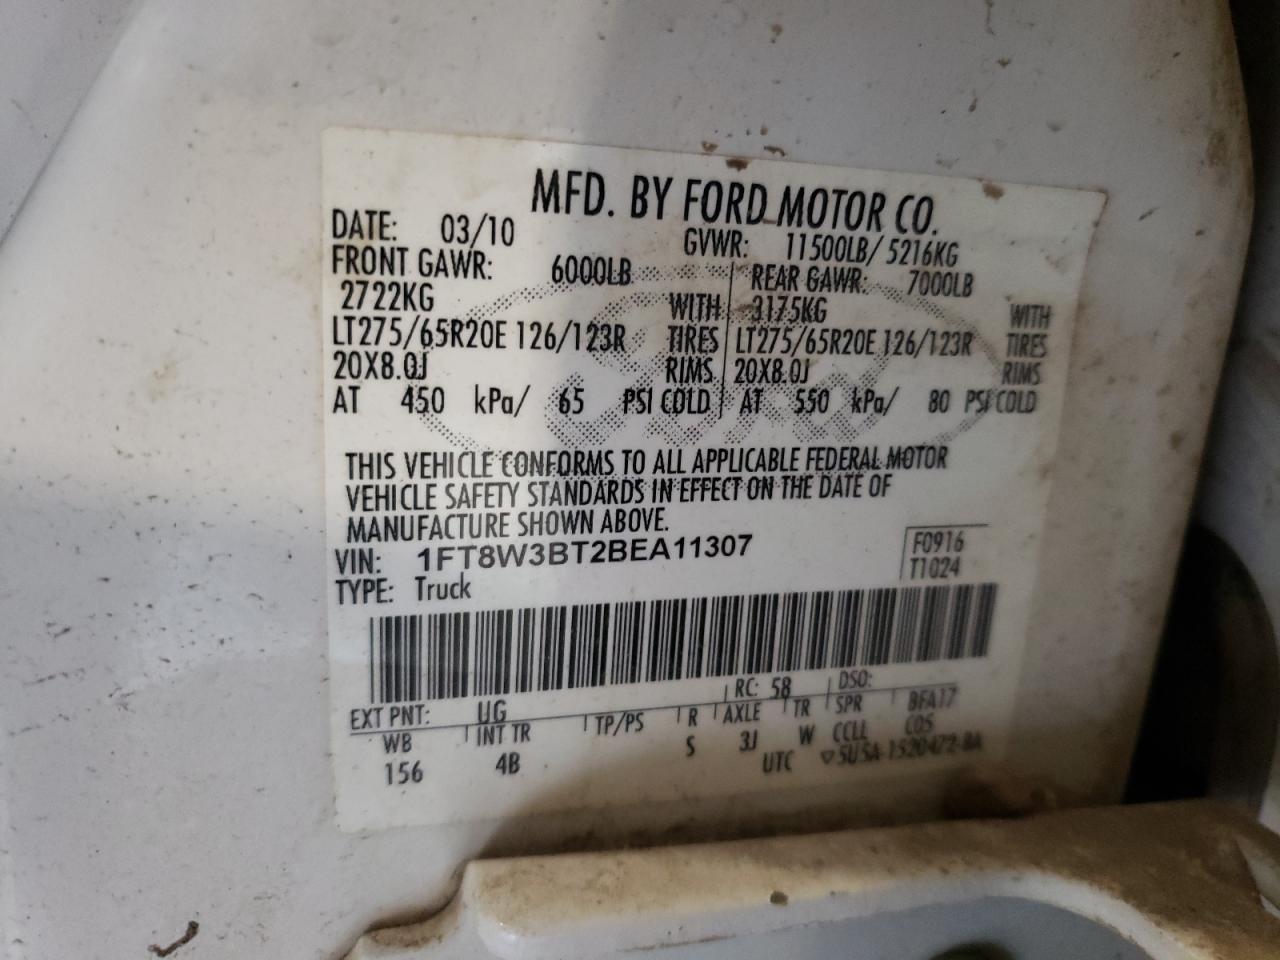 MFD. BY FORD MOTOR CO.
DATE: 03/10 GVWR: 11500LB/ 5216KG
FRONT GAWR: 6000LB REAR GAWR: 7000LB
2722KG WITH 3175KG WITH
LT275/65R20E 126/123R TIRES LT275/65R20E 126/123R TIRES
20X8.0J RIMS 20X8.0J RIMS
AT 450 kPa/ 65 PSI COLD AT 550 kPa/ 80 PSI COLD
Ford
THIS VEHICLE CONFORMS TO ALL APPLICABLE FEDERAL MOTOR
VEHICLE SAFETY STANDARDS IN EFFECT ON THE DATE OF
MANUFACTURE SHOWN ABOVE.
VIN: 1FT8W3BT2BEA11307 F0916
TYPE: Truck T1024
EXT PNT: UG RC: 58 DSO:
WB INT TR TP/PS R AXLE TR SPR BFA17
156 4B S 3J W CCLL COS
UTC